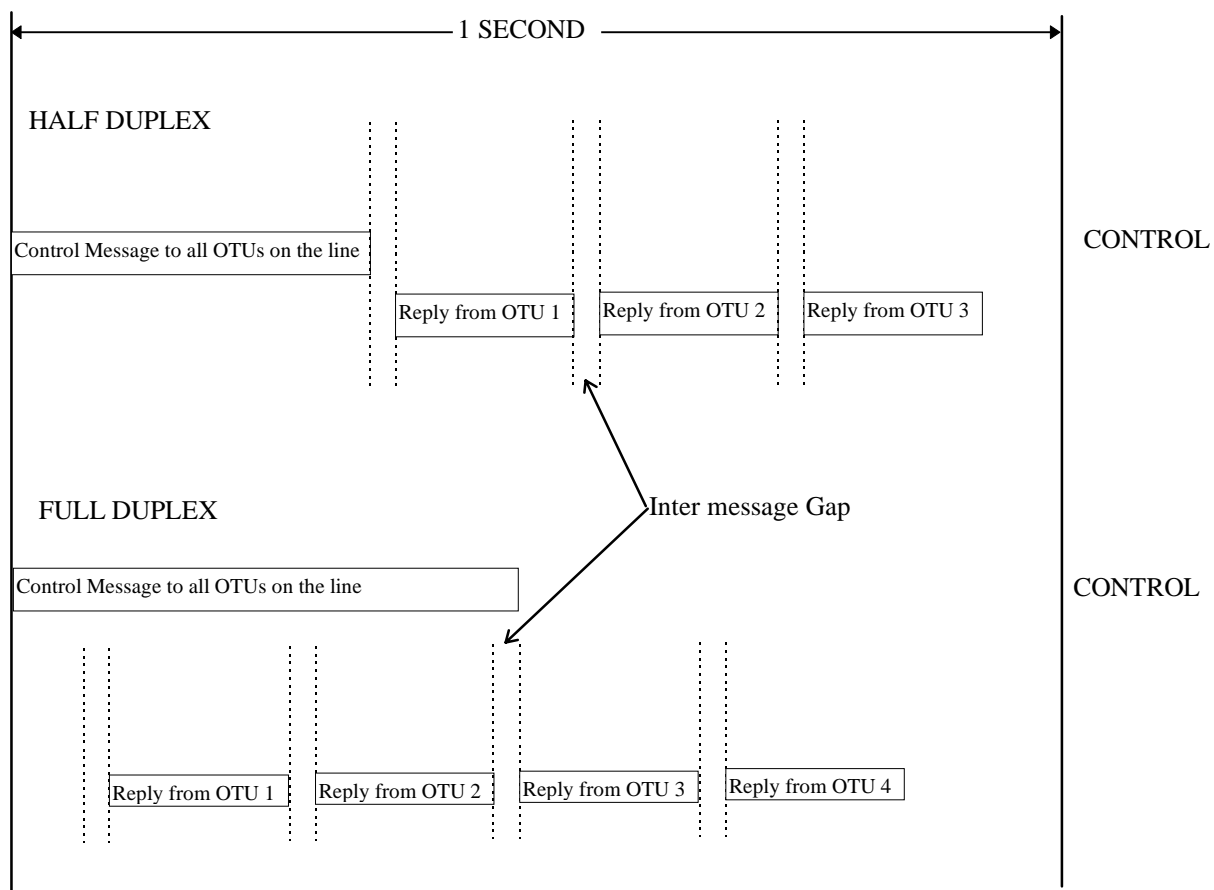 1 SECOND
HALF DUPLEX
Control Message to all OTUs on the line
CONTROL
Reply from OTU 1
Reply from OTU 2
Reply from OTU 3
Inter message Gap
FULL DUPLEX
Control Message to all OTUs on the line
CONTROL
Reply from OTU 1
Reply from OTU 2
Reply from OTU 3
Reply from OTU 4